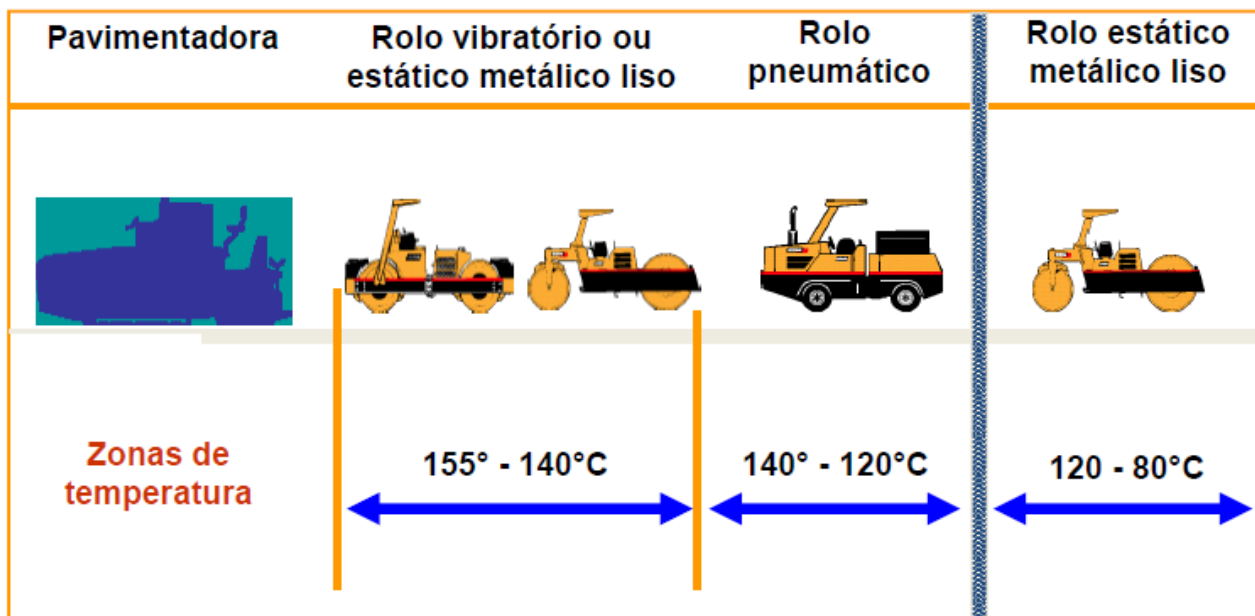 Pavimentadora
Rolo vibratório ou
estático metálico liso
Rolo
pneumático
Rolo estático
metálico liso
Zonas de
temperatura
155° - 140°C
140° - 120°C
120 - 80°C